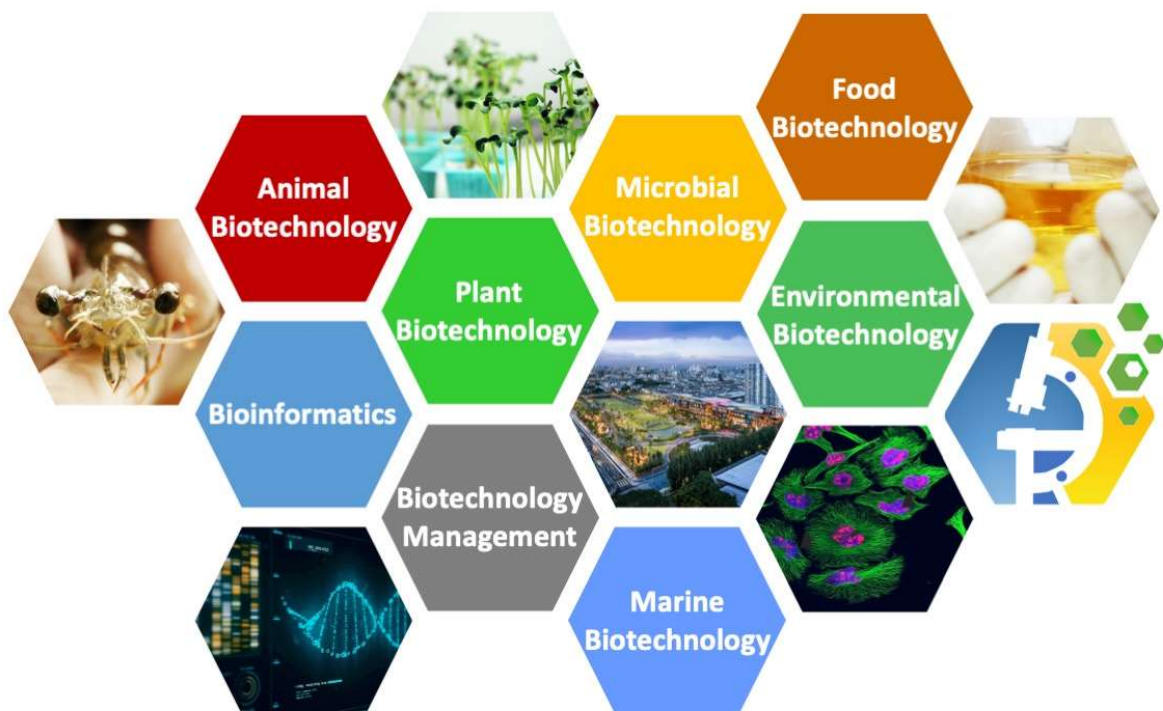 Food
Biotechnology
Animal
Biotechnology
Microbial
Biotechnology
Plant
Biotechnology
Environmental
Biotechnology
Bioinformatics
Biotechnology
Management
Marine
Biotechnology